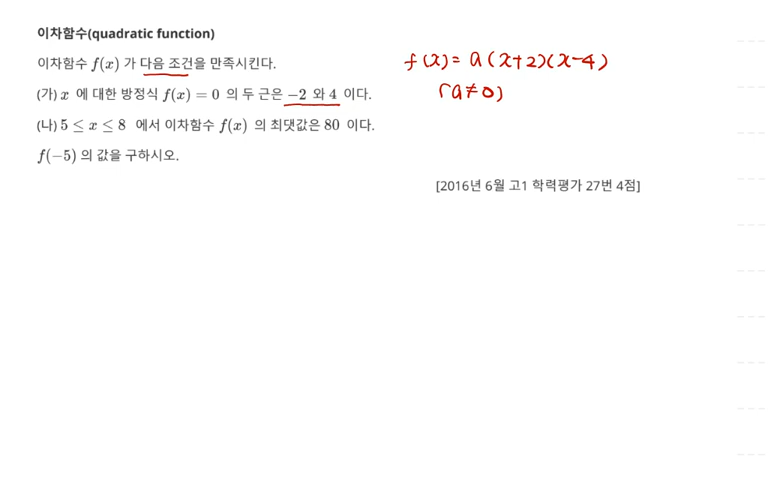 이차함수(quadratic function)
이차함수 f(x) 가 다음 조건을 만족시킨다.
(가) x 에 대한 방정식 f(x) = 0 의 두 근은 −2 와 4 이다.
(나) 5 ≤ x ≤ 8 에서 이차함수 f(x) 의 최댓값은 80 이다.
f(−5) 의 값을 구하시오.
f(x) = a(x+2)(x−4)
(a≠0)
[2016년 6월 고1 학력평가 27번 4점]